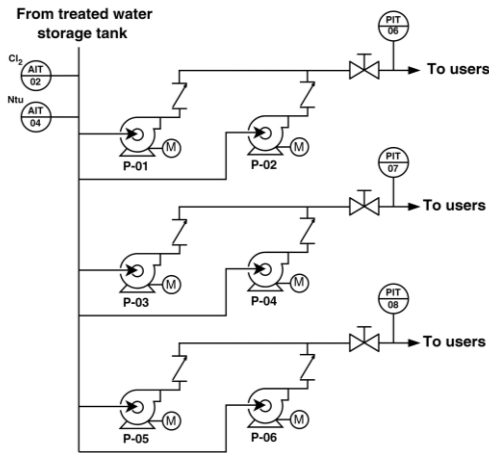 From treated water
storage tank
PIT
06
Cl2
AIT
02
To users
Ntu
AIT
04
M
M
P-01
P-02
PIT
07
To users
M
M
P-03
P-04
PIT
08
To users
M
M
P-05
P-06